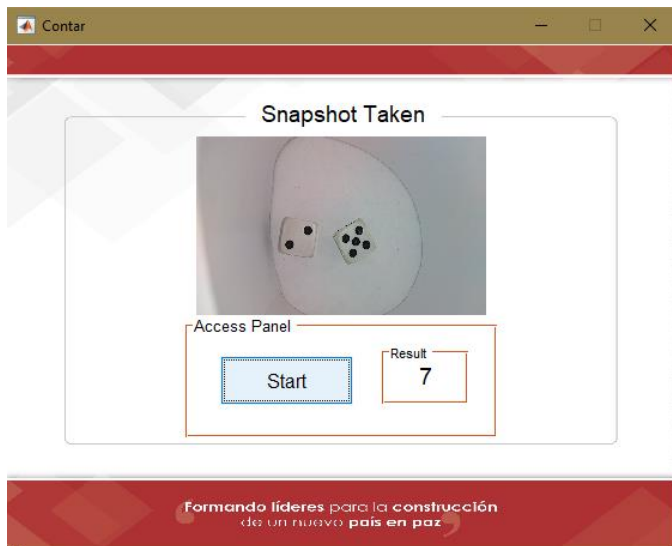 Contar
Snapshot Taken
Access Panel
Start
Result
7
Formando líderes para la construcción
de un nuevo país en paz